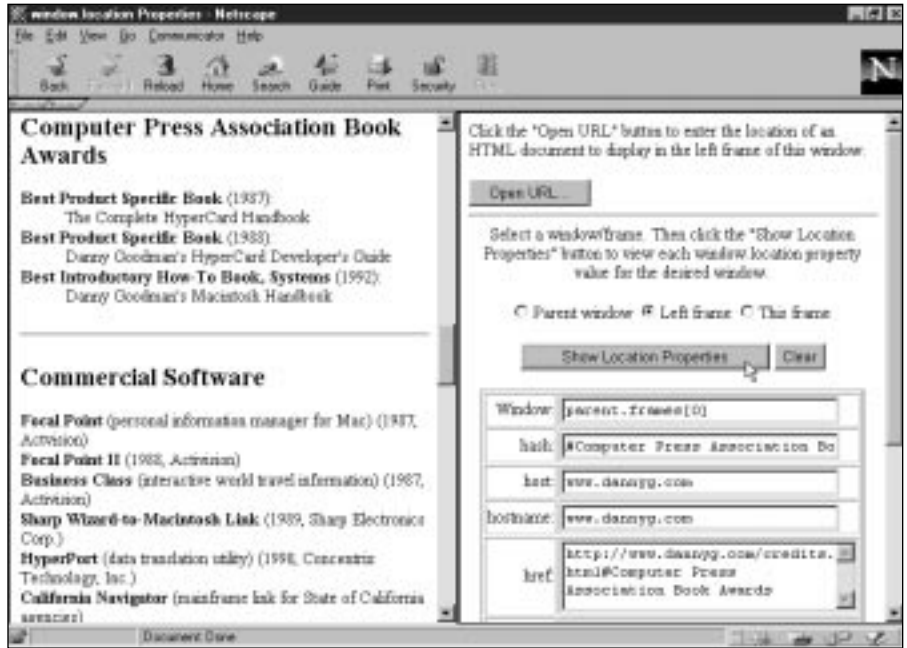 window.location Properties - Netscape
File Edit View Go Communicator Help
Back Reload Home Search Guide Print Security
N
Computer Press Association Book
Awards
Best Product Specific Book (1987):
The Complete HyperCard Handbook
Best Product Specific Book (1988):
Danny Goodman's HyperCard Developer's Guide
Best Introductory How-To Book, Systems (1992):
Danny Goodman's Macintosh Handbook
Commercial Software
Focal Point (personal information manager for Mac) (1987,
Activision)
Focal Point II (1988, Activision)
Business Class (interactive world travel information) (1987,
Activision)
Sharp Wizard-to-Macintosh Link (1989, Sharp Electronics
Corp.)
HyperPort (data translation utility) (1998, Concentrix
Technology, Inc.)
California Navigator (mainframe link for State of California
agencies)
Click the "Open URL" button to enter the location of an
HTML document to display in the left frame of this window.
Open URL...
Select a window/frame. Then click the "Show Location
Properties" button to view each window.location property
value for the desired window.
Parent window Left frame This frame
Show Location Properties Clear
Window: parent.frames[0]
hash: #Computer Press Association Bo
host: www.dannyg.com
hostname: www.dannyg.com
href: http://www.dannyg.com/credits.
html#Computer Press
Association Book Awards
Document: Done